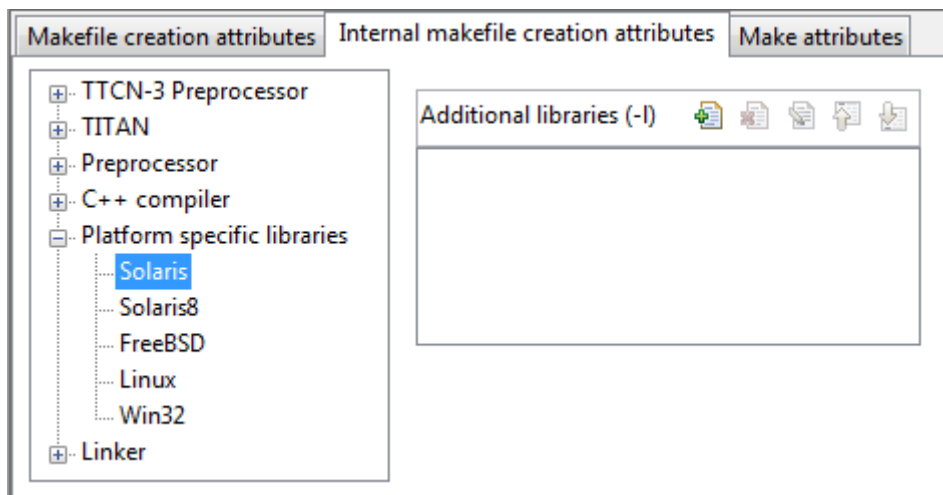 Makefile creation attributes Internal makefile creation attributes Make attributes
TTCN-3 Preprocessor
TITAN
Preprocessor
C++ compiler
Platform specific libraries
Solaris
Solaris8
FreeBSD
Linux
Win32
Linker
Additional libraries (-l)